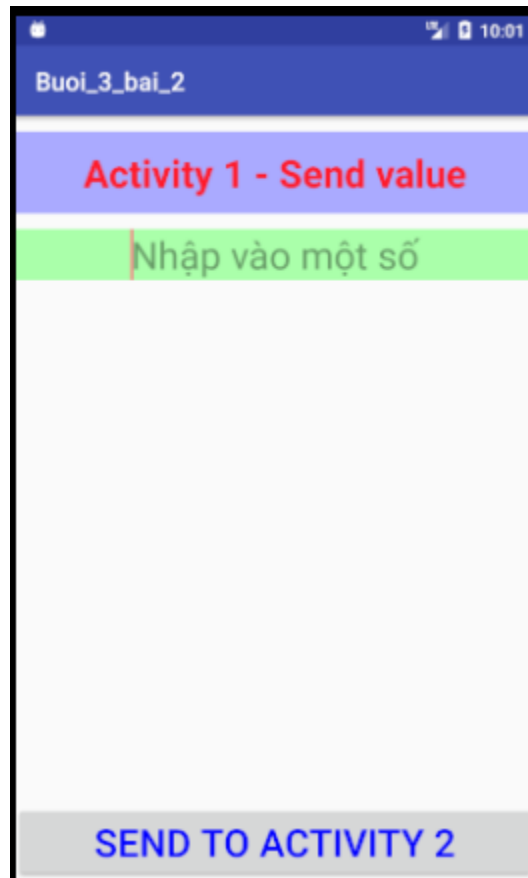 10:01
Buoi_3_bai_2
Activity 1 - Send value
Nhập vào một số
SEND TO ACTIVITY 2